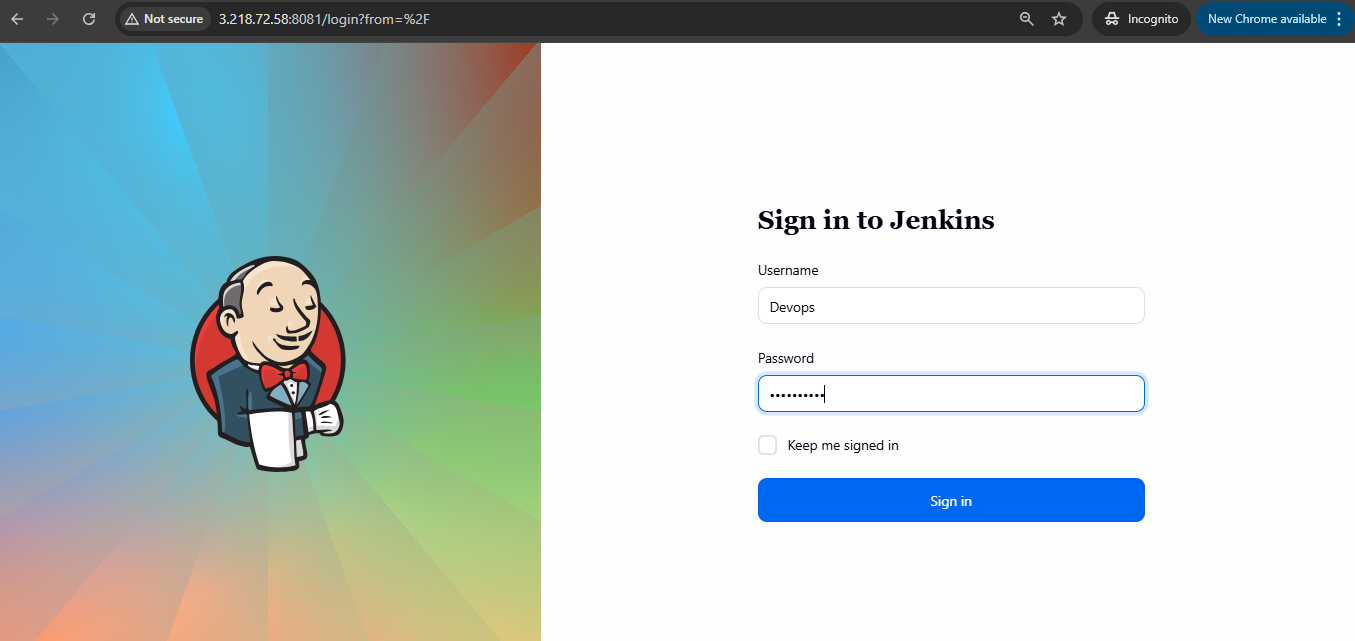 Not secure 3.218.72.58:8081/login?from=%2F Incognito New Chrome available
Sign in to Jenkins
Username
Devops
Password
••••••••••
Keep me signed in
Sign in